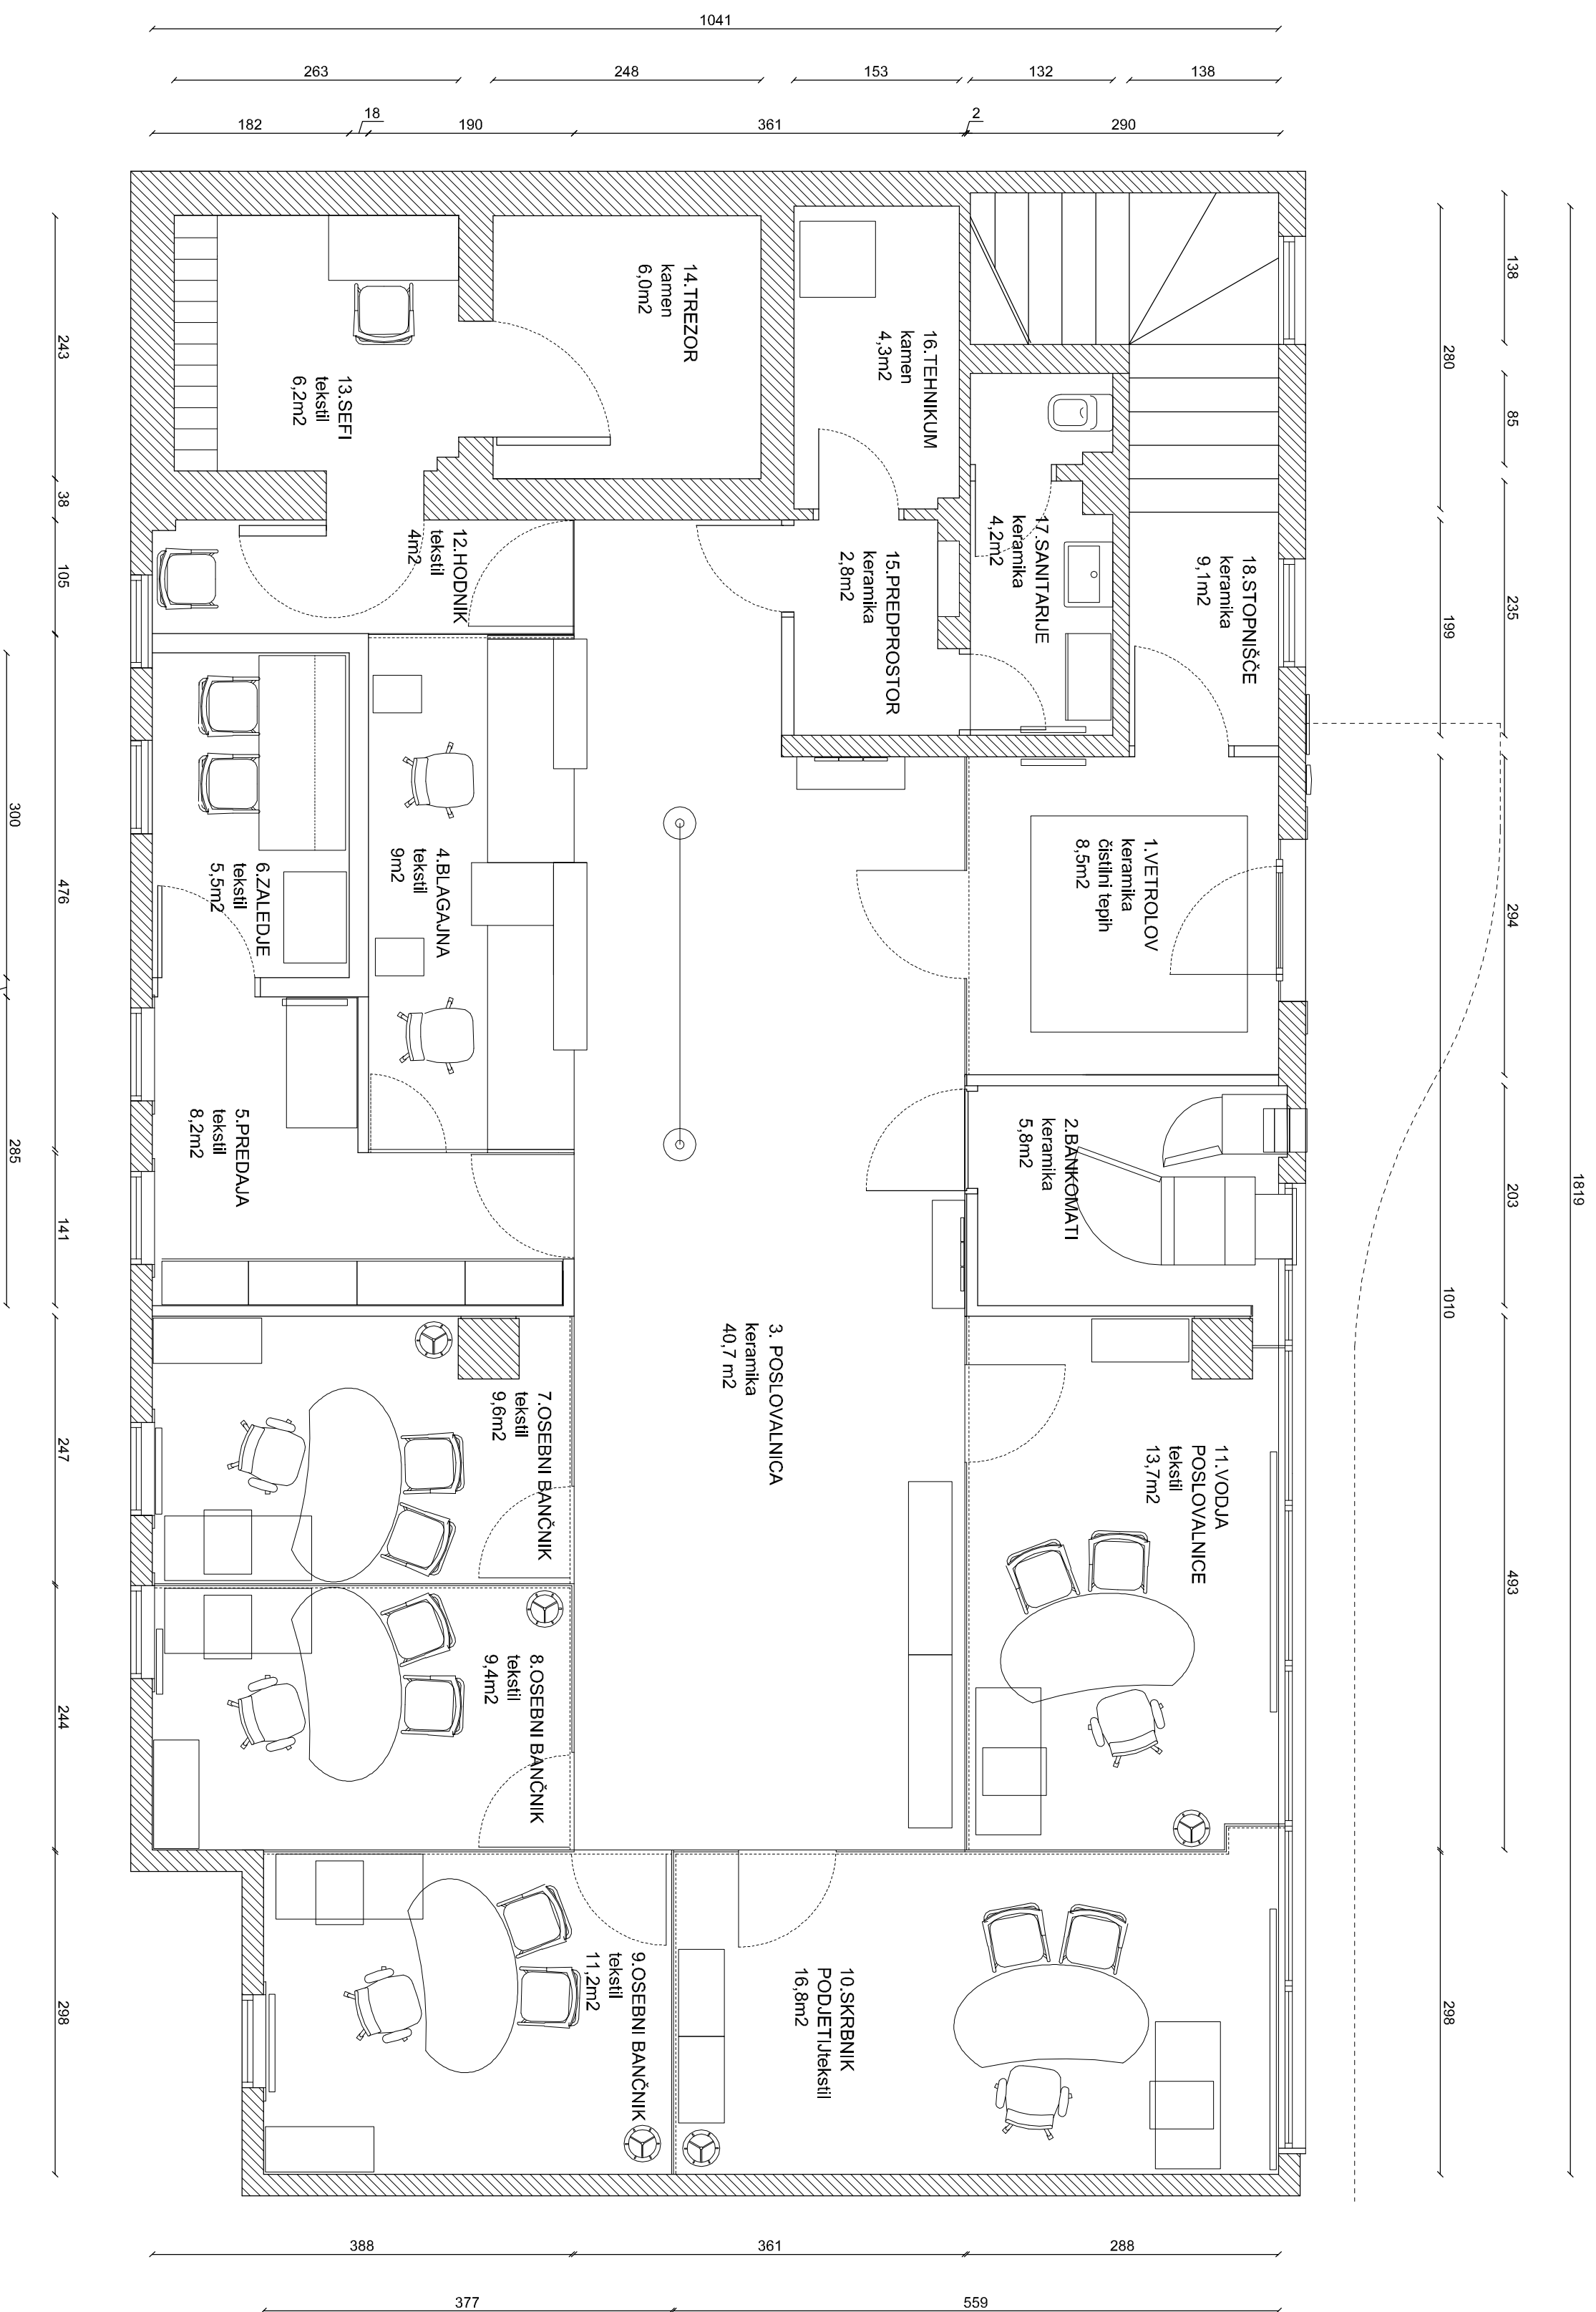 1041
263
248
153
132
138
182
18
190
361
2
290
14.TREZOR
kamen
6,0m2
16.TEHNIKUM
kamen
4,3m2
13.SEFI
tekstil
6,2m2
12.HODNIK
tekstil
4m2
15.PREDPROSTOR
keramika
2,8m2
17.SANITARIJE
keramika
4,2m2
18.STOPNIŠČE
keramika
9,1m2
1.VETROLOV
keramika
čistilni tepih
8,5m2
4.BLAGAJNA
tekstil
9m2
6.ZALEDJE
tekstil
5,5m2
5.PREDAJA
tekstil
8,2m2
2.BANKOMATI
keramika
5,8m2
3. POSLOVALNICA
keramika
40,7 m2
7.OSEBNI BANČNIK
tekstil
9,6m2
11.VODJA
POSLOVALNICE
tekstil
13,7m2
8.OSEBNI BANČNIK
tekstil
9,4m2
9.OSEBNI BANČNIK
tekstil
11,2m2
10.SKRBNIK
PODJETIJtekstil
16,8m2
243
38
105
476
141
247
244
298
300
285
138
85
235
294
203
493
280
199
1010
298
1819
388
361
288
377
559